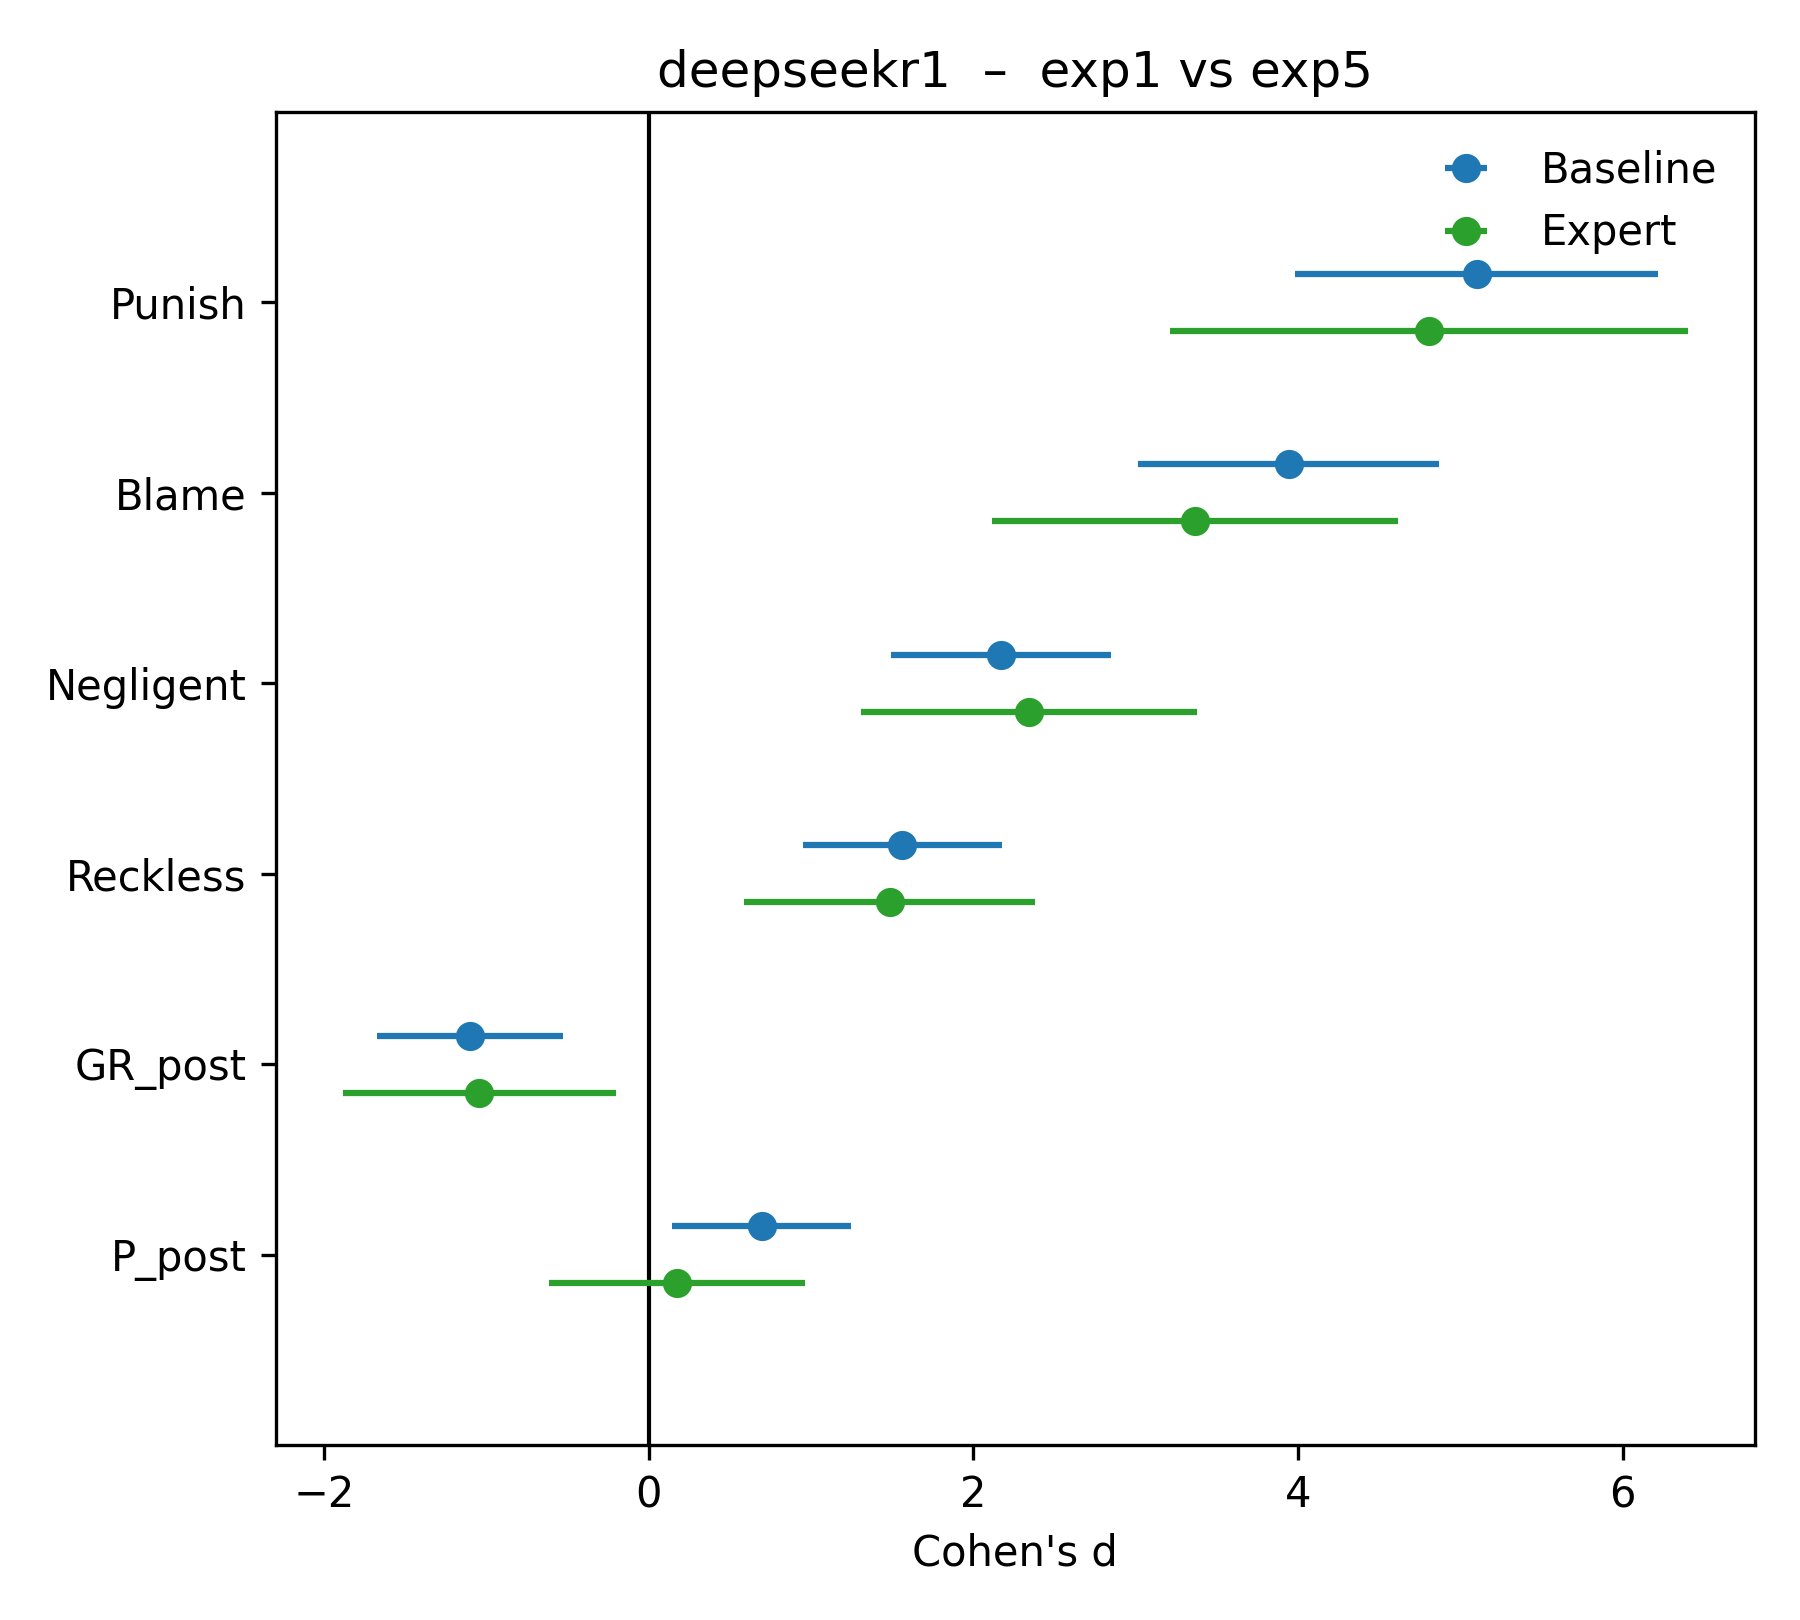 deepseekr1 – exp1 vs exp5
Baseline
Expert
Punish
Blame
Negligent
Reckless
GR_post
P_post
−2 0 2 4 6
Cohen's d